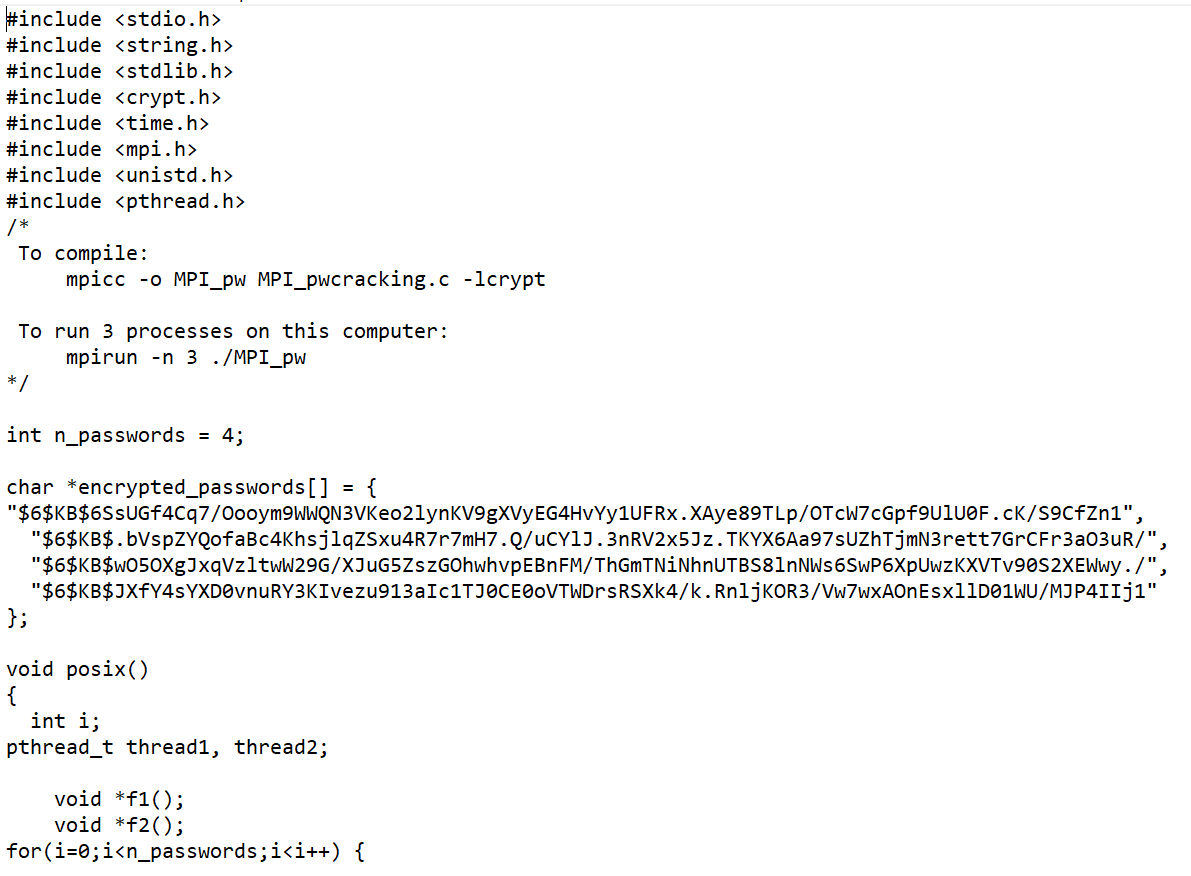 #include <stdio.h>
#include <string.h>
#include <stdlib.h>
#include <crypt.h>
#include <time.h>
#include <mpi.h>
#include <unistd.h>
#include <pthread.h>
/*
 To compile:
     mpicc -o MPI_pw MPI_pwcracking.c -lcrypt

 To run 3 processes on this computer:
     mpirun -n 3 ./MPI_pw
*/

int n_passwords = 4;

char *encrypted_passwords[] = {
"$6$KB$6SsUGf4Cq7/Oooym9WWQN3VKeo2lynKV9gXVyEG4HvYy1UFRx.XAye89TLp/OTcW7cGpf9UlU0F.cK/S9CfZn1",
  "$6$KB$.bVspZYQofaBc4KhsjlqZSxu4R7r7mH7.Q/uCYlJ.3nRV2x5Jz.TKYX6Aa97sUZhTjmN3rett7GrCFr3aO3uR/",
  "$6$KB$wO5OXgJxqVzltwW29G/XJuG5ZszGOhwhvpEBnFM/ThGmTNiNhnUTBS8lnNWs6SwP6XpUwzKXVTv90S2XEWwy./",
  "$6$KB$JXfY4sYXD0vnuRY3KIvezu913aIc1TJ0CE0oVTWDrsRSXk4/k.RnljKOR3/Vw7wxAOnEsxllD01WU/MJP4IIj1"
};

void posix()
{
  int i;
pthread_t thread1, thread2;

    void *f1();
    void *f2();
for(i=0;i<n_passwords;i<i++) {